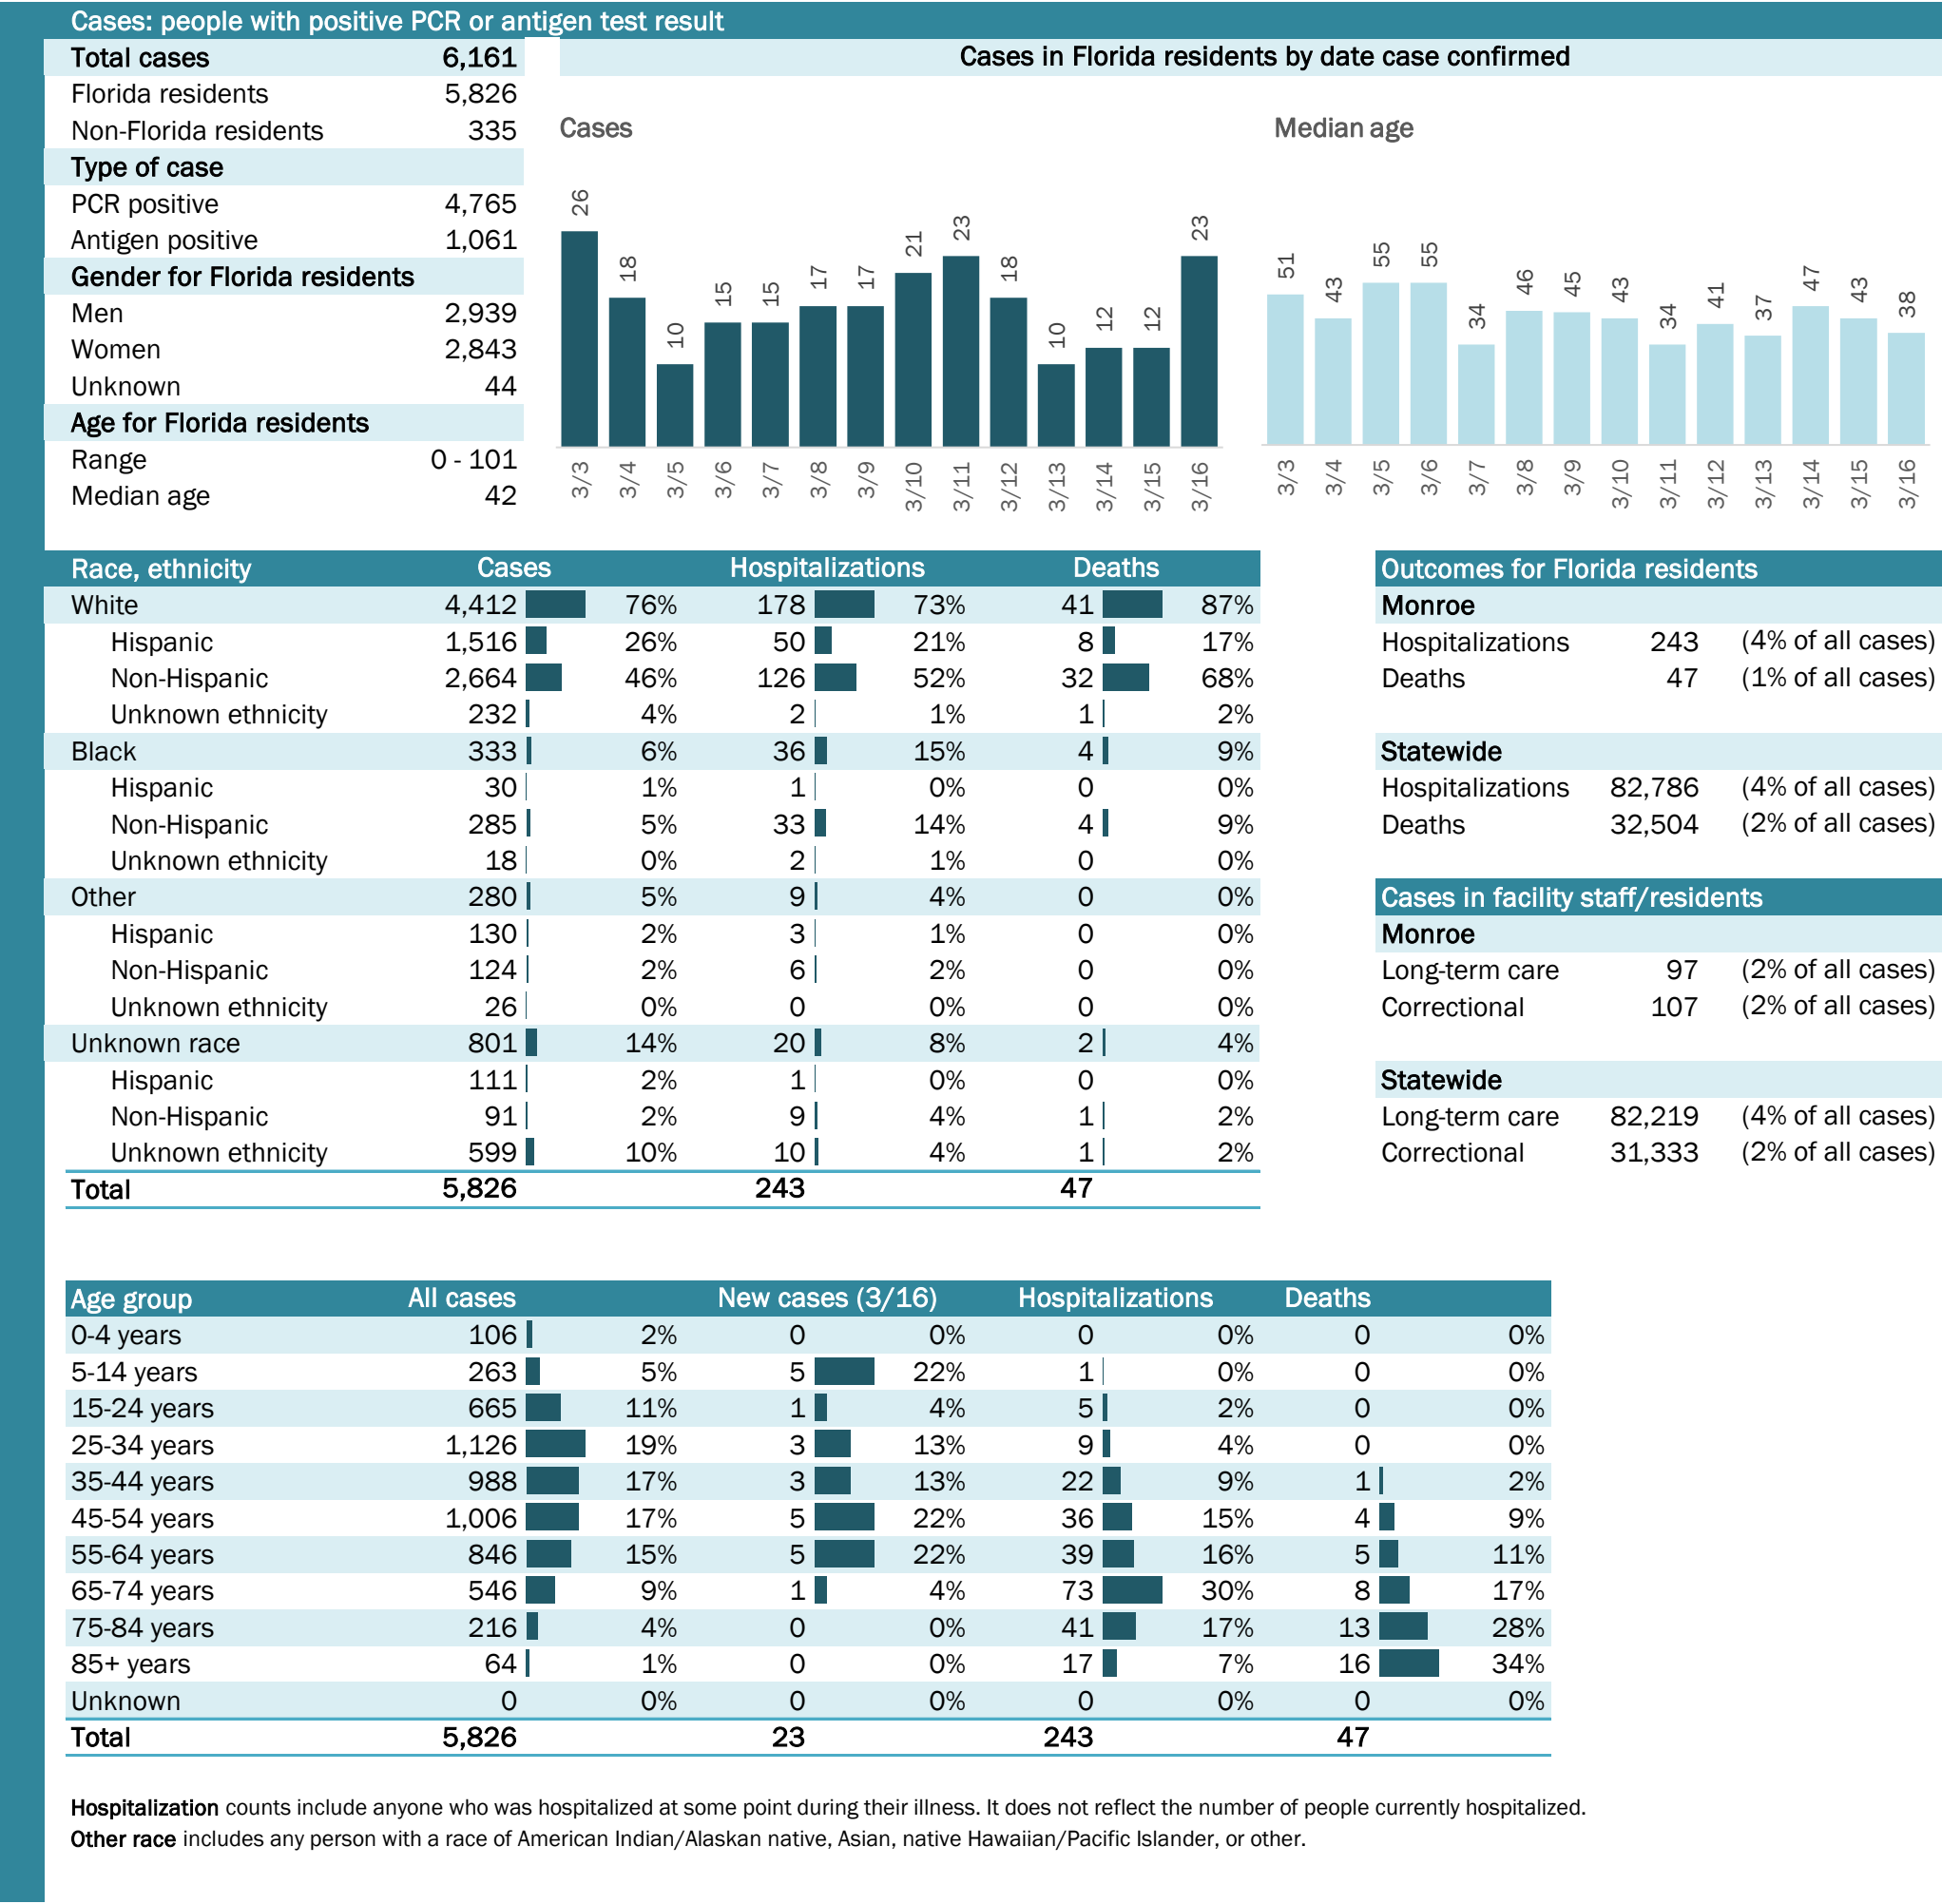 Cases: people with positive PCR or antigen test result
Total cases 6,161
Florida residents 5,826
Non-Florida residents 335
Type of case
PCR positive 4,765
Antigen positive 1,061
Gender for Florida residents
Men 2,939
Women 2,843
Unknown 44
Age for Florida residents
Range 0 - 101
Median age 42
Cases in Florida residents by date case confirmed
Cases
26 18 10 15 15 17 17 21 23 18 10 12 12 23
3/3 3/4 3/5 3/6 3/7 3/8 3/9 3/10 3/11 3/12 3/13 3/14 3/15 3/16
Median age
51 43 55 55 34 46 45 43 34 41 37 47 43 38
3/3 3/4 3/5 3/6 3/7 3/8 3/9 3/10 3/11 3/12 3/13 3/14 3/15 3/16
Race, ethnicity Cases Hospitalizations Deaths
White 4,412 76% 178 73% 41 87%
Hispanic 1,516 26% 50 21% 8 17%
Non-Hispanic 2,664 46% 126 52% 32 68%
Unknown ethnicity 232 4% 2 1% 1 2%
Black 333 6% 36 15% 4 9%
Hispanic 30 1% 1 0% 0 0%
Non-Hispanic 285 5% 33 14% 4 9%
Unknown ethnicity 18 0% 2 1% 0 0%
Other 280 5% 9 4% 0 0%
Hispanic 130 2% 3 1% 0 0%
Non-Hispanic 124 2% 6 2% 0 0%
Unknown ethnicity 26 0% 0 0% 0 0%
Unknown race 801 14% 20 8% 2 4%
Hispanic 111 2% 1 0% 0 0%
Non-Hispanic 91 2% 9 4% 1 2%
Unknown ethnicity 599 10% 10 4% 1 2%
Total 5,826 243 47
Outcomes for Florida residents
Monroe
Hospitalizations 243 (4% of all cases)
Deaths 47 (1% of all cases)
Statewide
Hospitalizations 82,786 (4% of all cases)
Deaths 32,504 (2% of all cases)
Cases in facility staff/residents
Monroe
Long-term care 97 (2% of all cases)
Correctional 107 (2% of all cases)
Statewide
Long-term care 82,219 (4% of all cases)
Correctional 31,333 (2% of all cases)
Age group All cases New cases (3/16) Hospitalizations Deaths
0-4 years 106 2% 0 0% 0 0% 0 0%
5-14 years 263 5% 5 22% 1 0% 0 0%
15-24 years 665 11% 1 4% 5 2% 0 0%
25-34 years 1,126 19% 3 13% 9 4% 0 0%
35-44 years 988 17% 3 13% 22 9% 1 2%
45-54 years 1,006 17% 5 22% 36 15% 4 9%
55-64 years 846 15% 5 22% 39 16% 5 11%
65-74 years 546 9% 1 4% 73 30% 8 17%
75-84 years 216 4% 0 0% 41 17% 13 28%
85+ years 64 1% 0 0% 17 7% 16 34%
Unknown 0 0% 0 0% 0 0% 0 0%
Total 5,826 23 243 47
Hospitalization counts include anyone who was hospitalized at some point during their illness. It does not reflect the number of people currently hospitalized.
Other race includes any person with a race of American Indian/Alaskan native, Asian, native Hawaiian/Pacific Islander, or other.